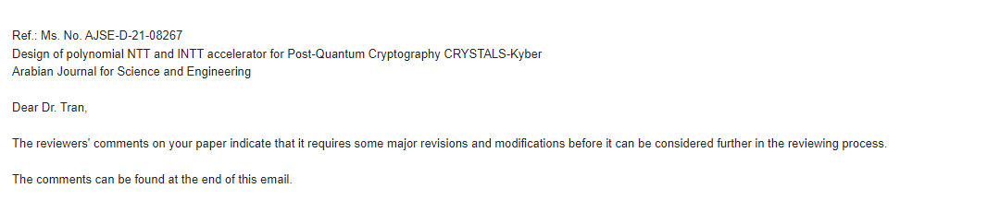 Ref.: Ms. No. AJSE-D-21-08267
Design of polynomial NTT and INTT accelerator for Post-Quantum Cryptography CRYSTALS-Kyber
Arabian Journal for Science and Engineering
Dear Dr. Tran,
The reviewers' comments on your paper indicate that it requires some major revisions and modifications before it can be considered further in the reviewing process.
The comments can be found at the end of this email.